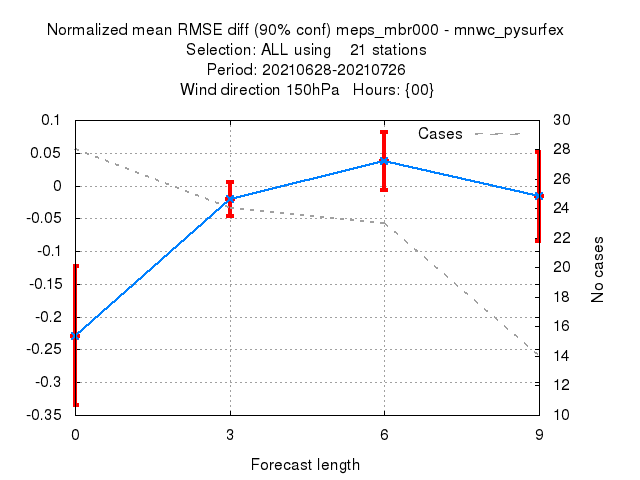 Normalized mean RMSE diff (90% conf) meps_mbr000 - mnwc_pysurfex
Selection: ALL using    21 stations
Period: 20210628-20210726
Wind direction 150hPa   Hours: {00}
Cases
0.1
0.05
0
-0.05
-0.1
-0.15
-0.2
-0.25
-0.3
-0.35
30
28
26
24
22
20
18
16
14
12
10
No cases
0 3 6 9
Forecast length